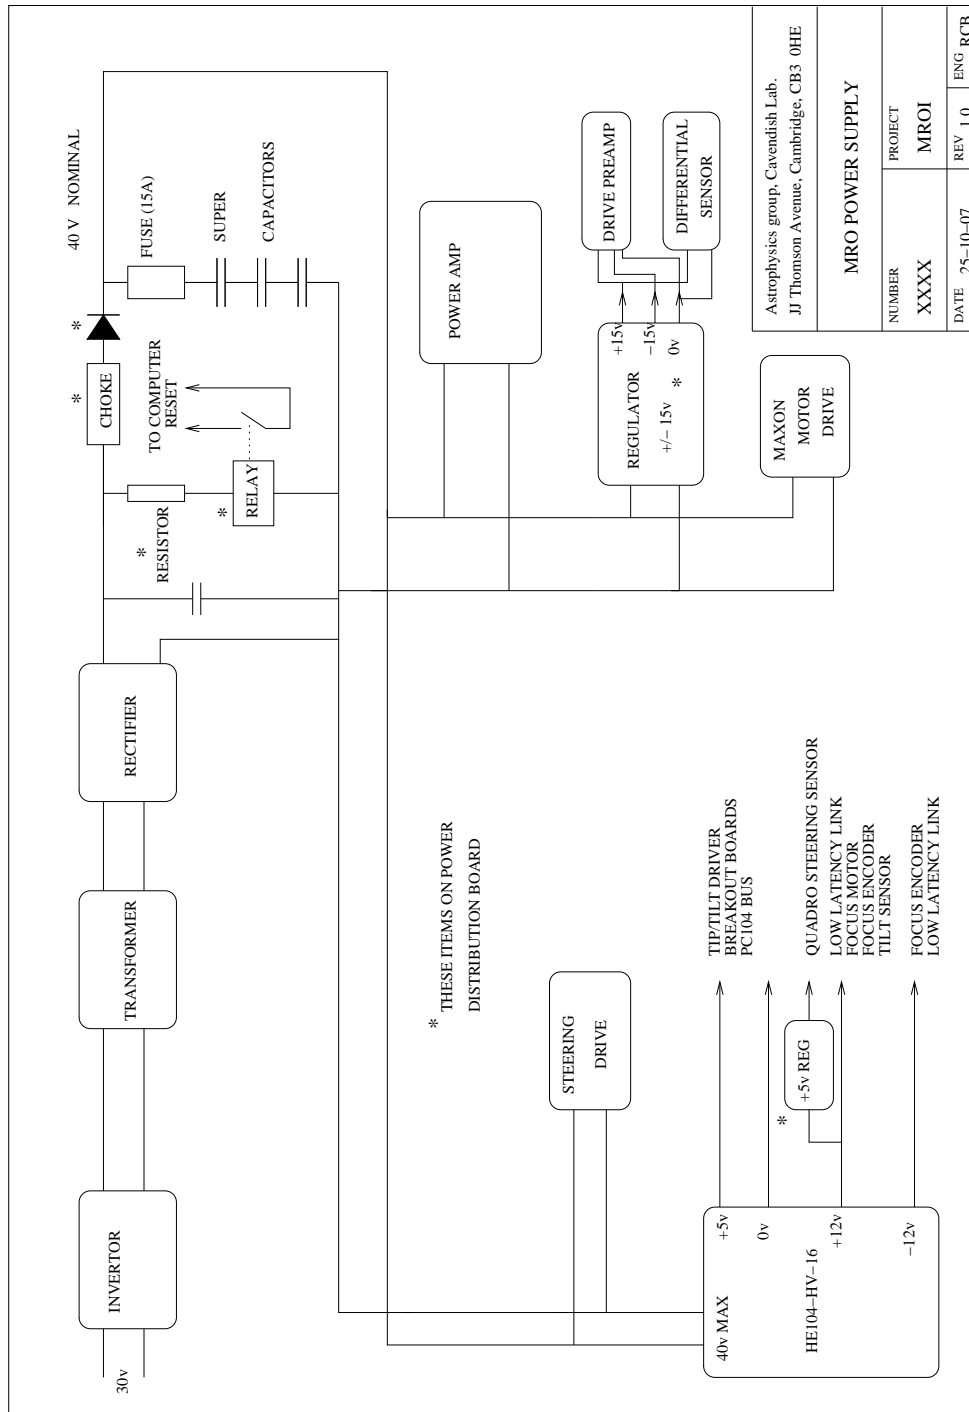 30v
INVERTOR
TRANSFORMER
RECTIFIER
*
RESISTOR
*
RELAY
TO COMPUTER
RESET
*
CHOKE
*
40 V NOMINAL
FUSE (15A)
SUPER
CAPACITORS
* THESE ITEMS ON POWER
DISTRIBUTION BOARD
POWER AMP
STEERING
DRIVE
REGULATOR
+/− 15v
*
+15v
−15v
0v
DRIVE PREAMP
DIFFERENTIAL
SENSOR
MAXON
MOTOR
DRIVE
40v MAX
HE104−HV−16
+5v
0v
+12v
−12v
*
+5v REG
TIP/TILT DRIVER
BREAKOUT BOARDS
PC104 BUS
QUADRO STEERING SENSOR
LOW LATENCY LINK
FOCUS MOTOR
FOCUS ENCODER
TILT SENSOR
FOCUS ENCODER
LOW LATENCY LINK
Astrophysics group, Cavendish Lab.
JJ Thomson Avenue, Cambridge, CB3 0HE
MRO POWER SUPPLY
NUMBER
XXXX
PROJECT
MROI
DATE 25−10−07
REV 1.0
ENG RCB